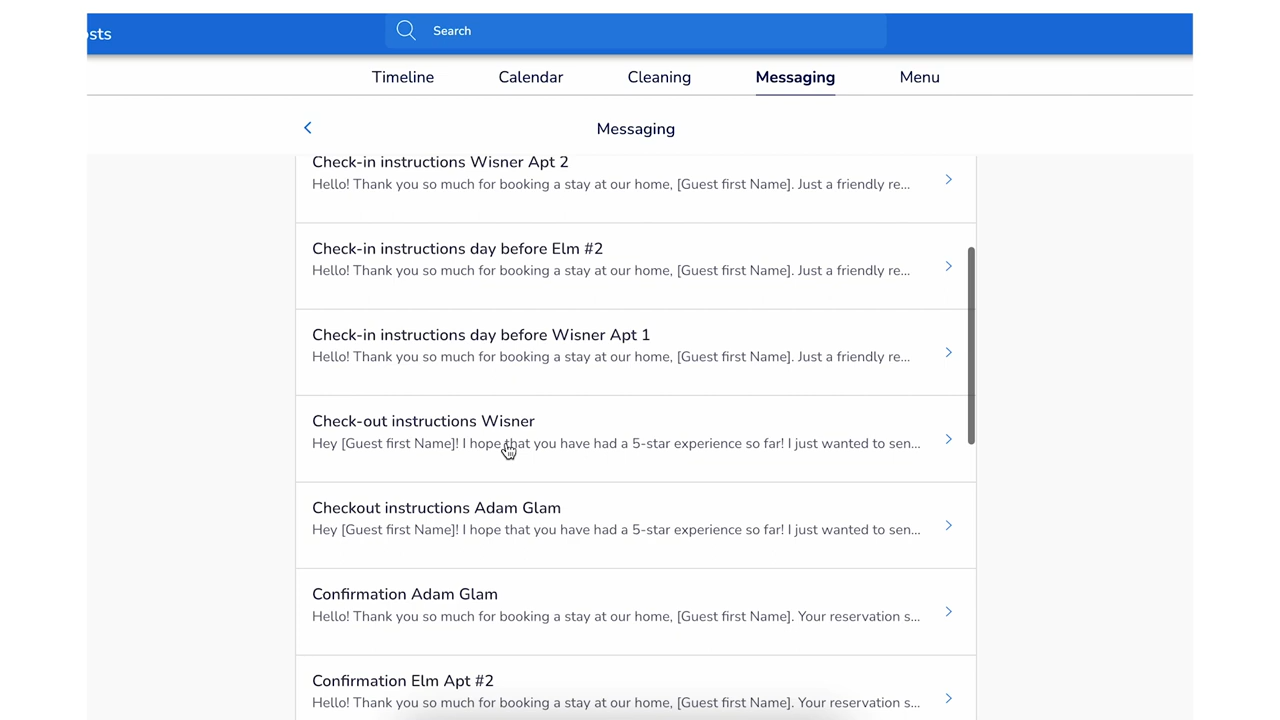 osts
Search
Timeline Calendar Cleaning Messaging Menu
Messaging
Check-in instructions Wisner Apt 2
Hello! Thank you so much for booking a stay at our home, [Guest first Name]. Just a friendly re...
Check-in instructions day before Elm #2
Hello! Thank you so much for booking a stay at our home, [Guest first Name]. Just a friendly re...
Check-in instructions day before Wisner Apt 1
Hello! Thank you so much for booking a stay at our home, [Guest first Name]. Just a friendly re...
Check-out instructions Wisner
Hey [Guest first Name]! I hope that you have had a 5-star experience so far! I just wanted to sen...
Checkout instructions Adam Glam
Hey [Guest first Name]! I hope that you have had a 5-star experience so far! I just wanted to sen...
Confirmation Adam Glam
Hello! Thank you so much for booking a stay at our home, [Guest first Name]. Your reservation s...
Confirmation Elm Apt #2
Hello! Thank you so much for booking a stay at our home, [Guest first Name]. Your reservation s...